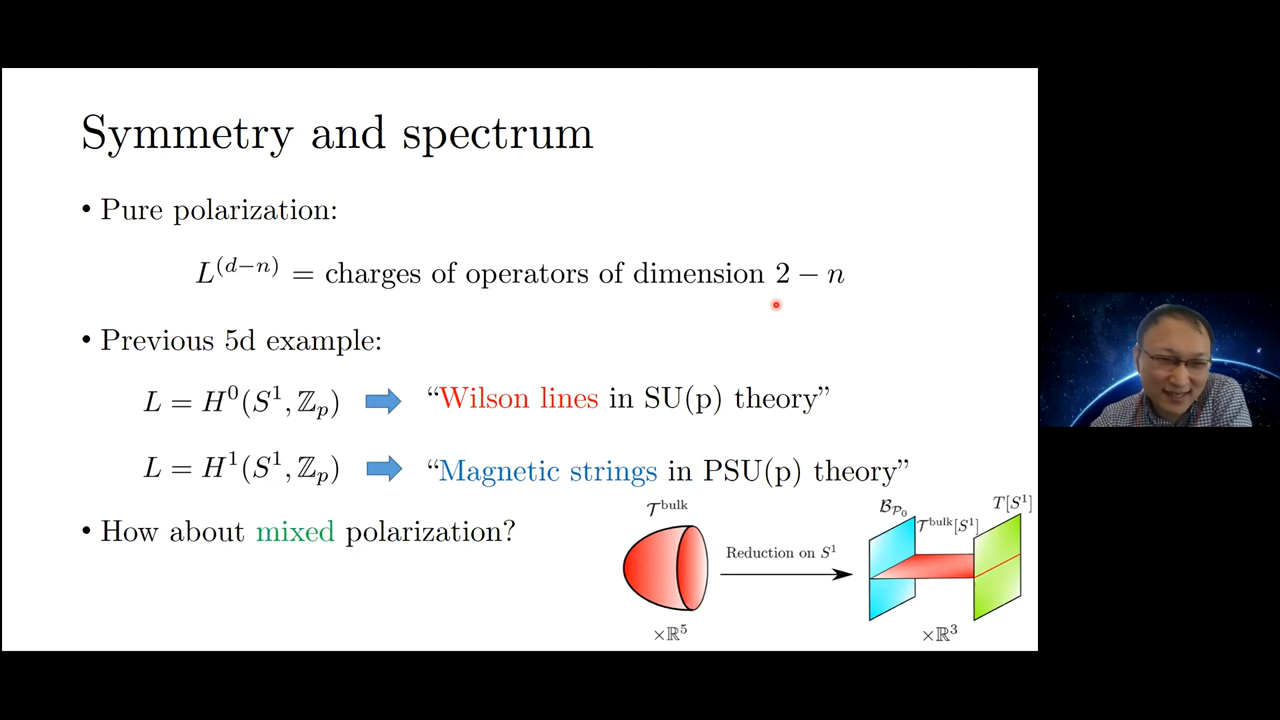 Symmetry and spectrum
• Pure polarization:
L^{(d−n)} = charges of operators of dimension 2 − n
• Previous 5d example:
L = H^0(S^1, ℤ_p) “Wilson lines in SU(p) theory”
L = H^1(S^1, ℤ_p) “Magnetic strings in PSU(p) theory”
• How about mixed polarization?
𝒯^bulk
Reduction on S^1
×ℝ^5
ℬ_{𝒫_0}
𝒯^bulk[S^1]
T[S^1]
×ℝ^3